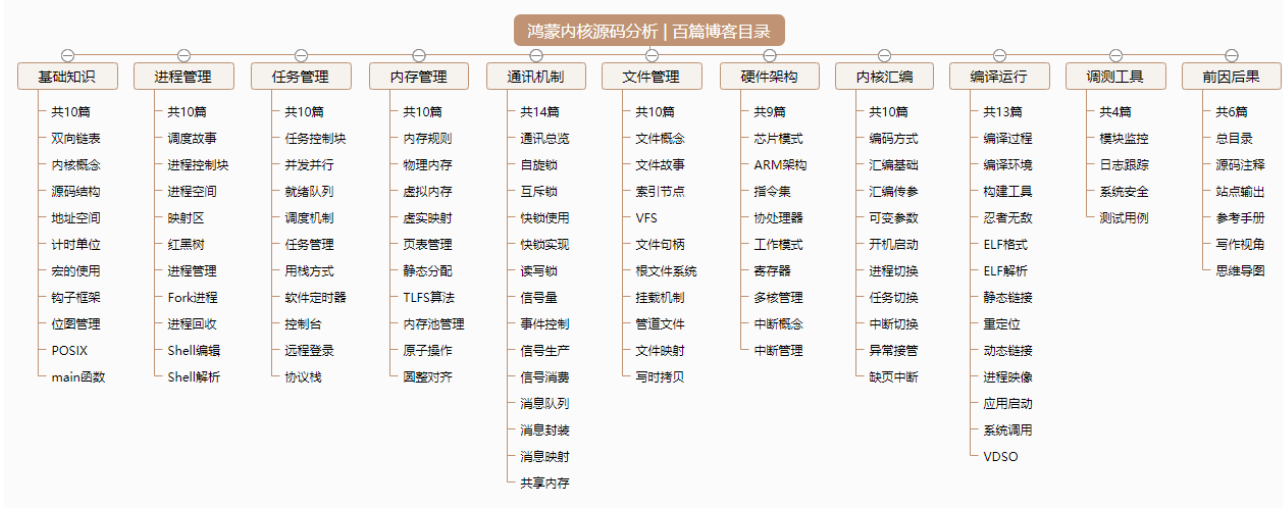 鸿蒙内核源码分析 | 百篇博客目录
基础知识
共10篇
双向链表
内核概念
源码结构
地址空间
计时单位
宏的使用
钩子框架
位图管理
POSIX
main函数
进程管理
共10篇
调度故事
进程控制块
进程空间
映射区
红黑树
进程管理
Fork进程
进程回收
Shell编辑
Shell解析
任务管理
共10篇
任务控制块
并发并行
就绪队列
调度机制
任务管理
用栈方式
软件定时器
控制台
远程登录
协议栈
内存管理
共10篇
内存规则
物理内存
虚拟内存
虚实映射
页表管理
静态分配
TLFS算法
内存池管理
原子操作
圆整对齐
通讯机制
共14篇
通讯总览
自旋锁
互斥锁
快锁使用
快锁实现
读写锁
信号量
事件控制
信号生产
信号消费
消息队列
消息封装
消息映射
共享内存
文件管理
共10篇
文件概念
文件故事
索引节点
VFS
文件句柄
根文件系统
挂载机制
管道文件
文件映射
写时拷贝
硬件架构
共9篇
芯片模式
ARM架构
指令集
协处理器
工作模式
寄存器
多核管理
中断概念
中断管理
内核汇编
共10篇
编码方式
汇编基础
汇编传参
可变参数
开机启动
进程切换
任务切换
中断切换
异常接管
缺页中断
编译运行
共13篇
编译过程
编译环境
构建工具
忍者无敌
ELF格式
ELF解析
静态链接
重定位
动态链接
进程映像
应用启动
系统调用
VDSO
调测工具
共4篇
模块监控
日志跟踪
系统安全
测试用例
前因后果
共6篇
总目录
源码注释
站点输出
参考手册
写作视角
思维导图